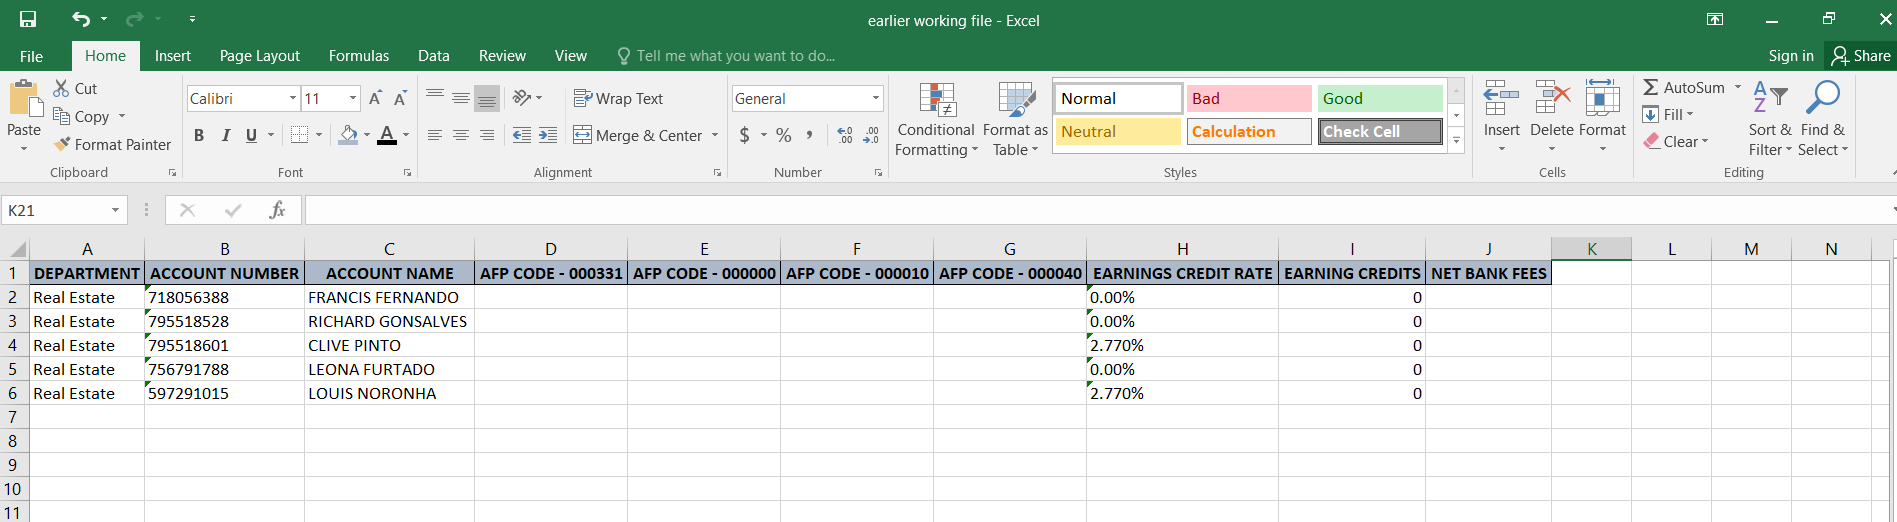 earlier working file - Excel
File Home Insert Page Layout Formulas Data Review View Tell me what you want to do... Sign in Share
Paste
Cut
Copy
Format Painter
Clipboard
Calibri 11
B I U A
Font
Wrap Text
Merge & Center
Alignment
General
$ % ,
Number
Conditional Formatting
Format as Table
Normal Bad Good
Neutral Calculation Check Cell
Styles
Insert Delete Format
Cells
AutoSum
Fill
Clear
Sort & Filter
Find & Select
Editing
K21 fx
A B C D E F G H I J K L M N
1 DEPARTMENT ACCOUNT NUMBER ACCOUNT NAME AFP CODE - 000331 AFP CODE - 000000 AFP CODE - 000010 AFP CODE - 000040 EARNINGS CREDIT RATE EARNING CREDITS NET BANK FEES
2 Real Estate 718056388 FRANCIS FERNANDO 0.00% 0
3 Real Estate 795518528 RICHARD GONSALVES 0.00% 0
4 Real Estate 795518601 CLIVE PINTO 2.770% 0
5 Real Estate 756791788 LEONA FURTADO 0.00% 0
6 Real Estate 597291015 LOUIS NORONHA 2.770% 0
7
8
9
10
11